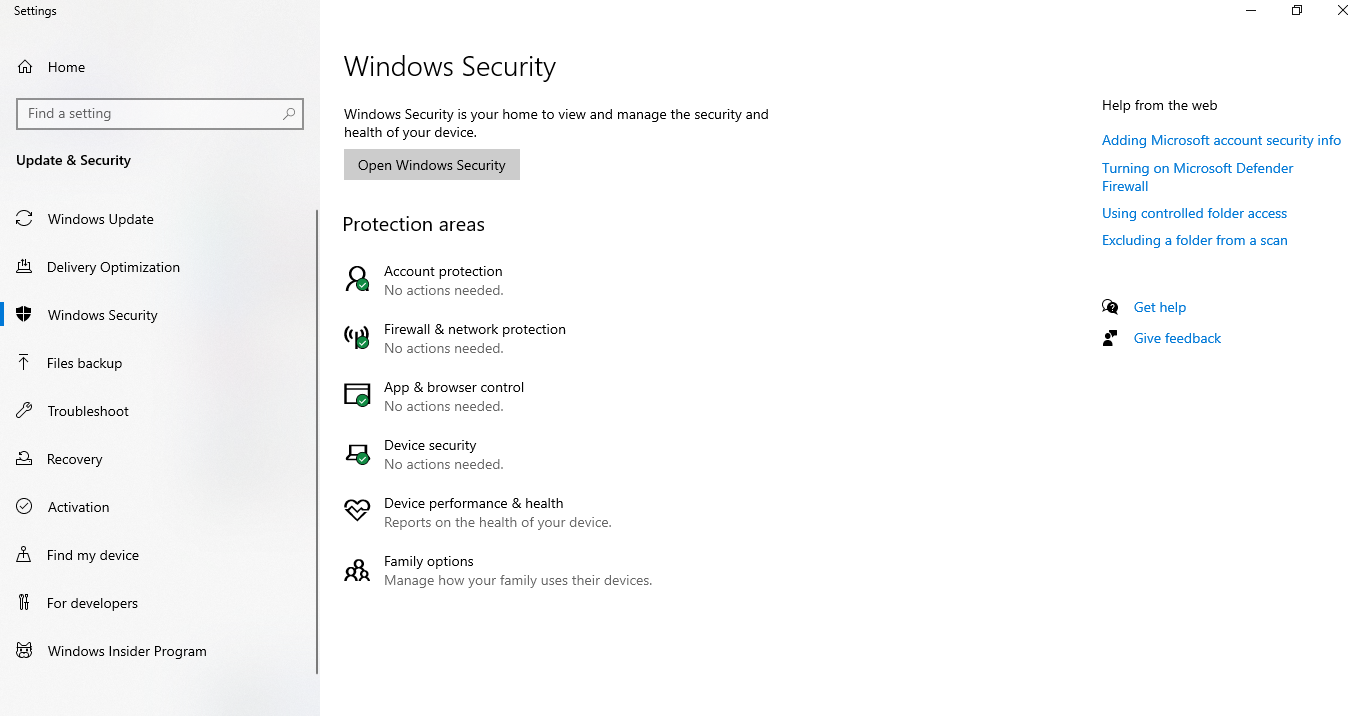 Settings
Home
Find a setting
Update & Security
Windows Update
Delivery Optimization
Windows Security
Files backup
Troubleshoot
Recovery
Activation
Find my device
For developers
Windows Insider Program
Windows Security
Windows Security is your home to view and manage the security and
health of your device.
Open Windows Security
Protection areas
Account protection
No actions needed.
Firewall & network protection
No actions needed.
App & browser control
No actions needed.
Device security
No actions needed.
Device performance & health
Reports on the health of your device.
Family options
Manage how your family uses their devices.
Help from the web
Adding Microsoft account security info
Turning on Microsoft Defender
Firewall
Using controlled folder access
Excluding a folder from a scan
Get help
Give feedback